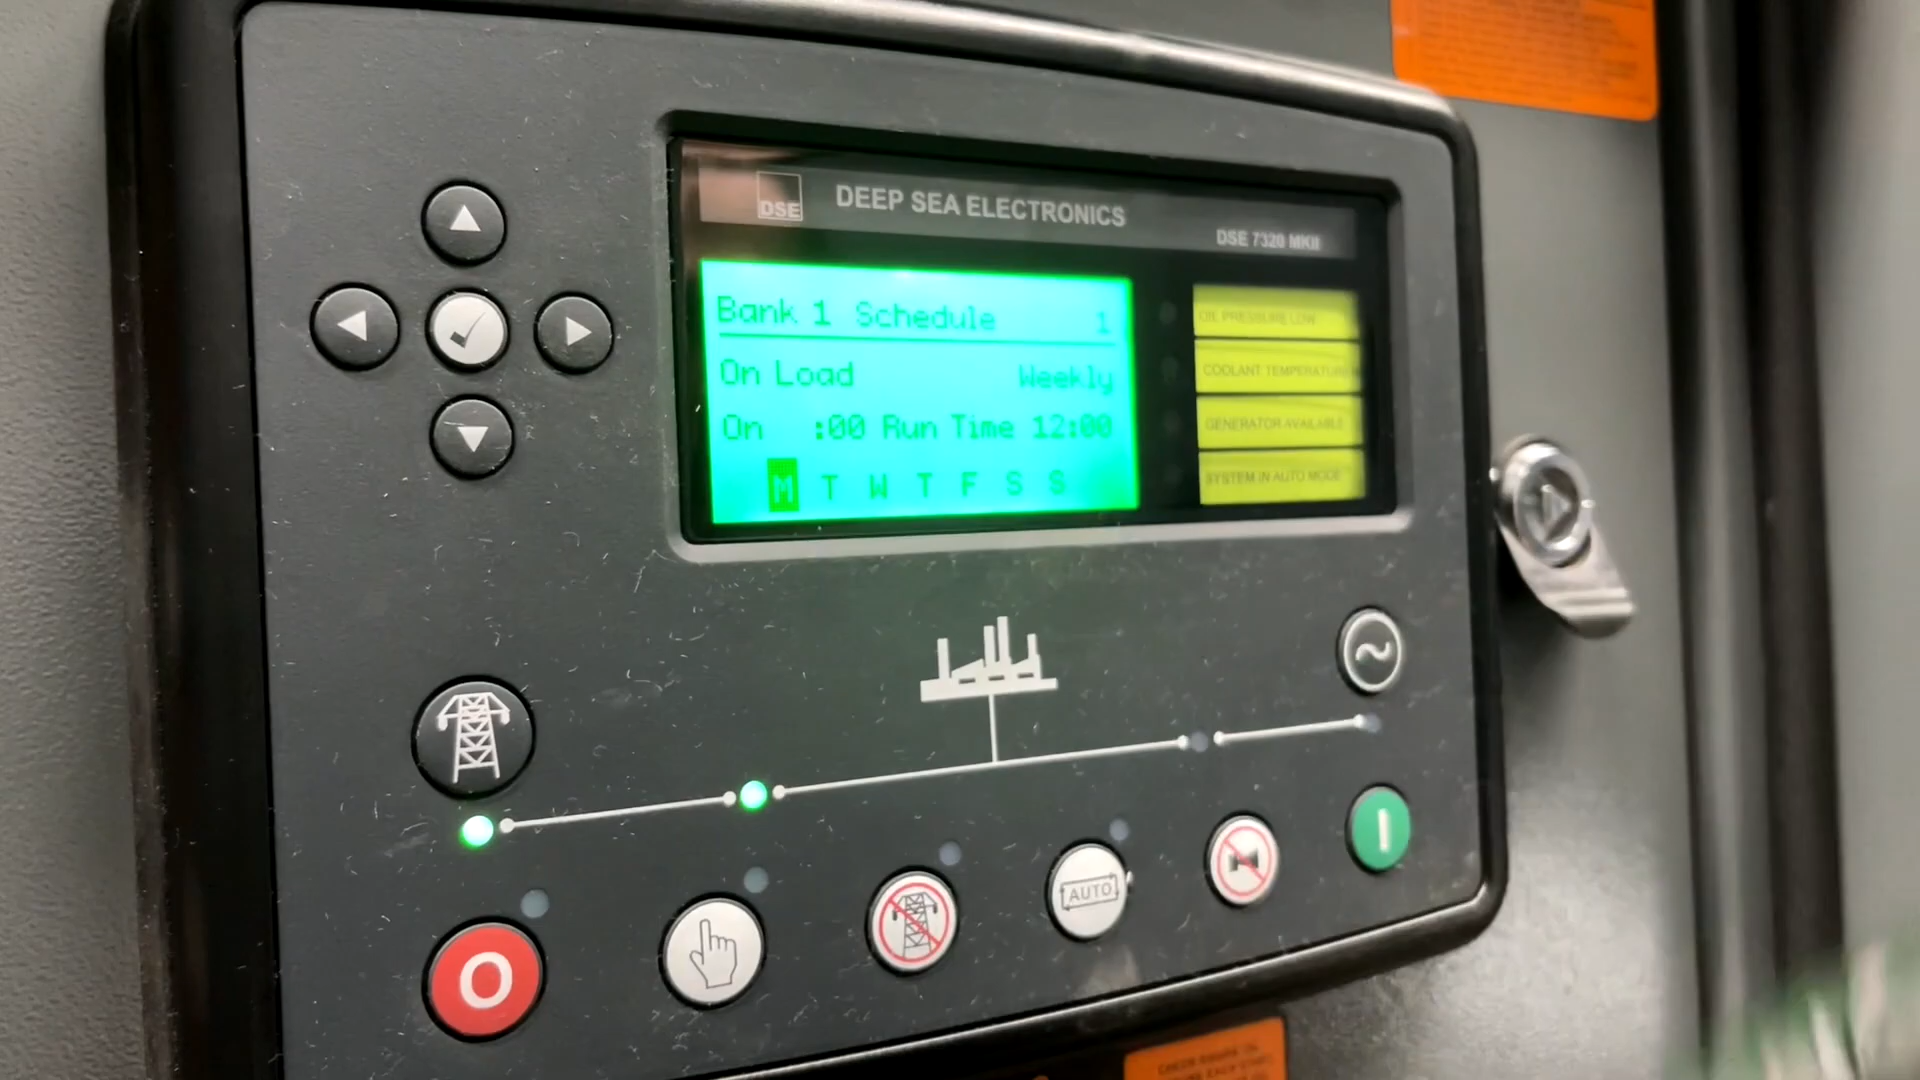 DSE DEEP SEA ELECTRONICS
DSE 7320 MKII
Bank 1 Schedule 1
On Load Weekly
On :00 Run Time 12:00
M T W T F S S
OIL PRESSURE LOW
COOLANT TEMPERATURE
GENERATOR AVAILABLE
SYSTEM IN AUTO MODE
AUTO